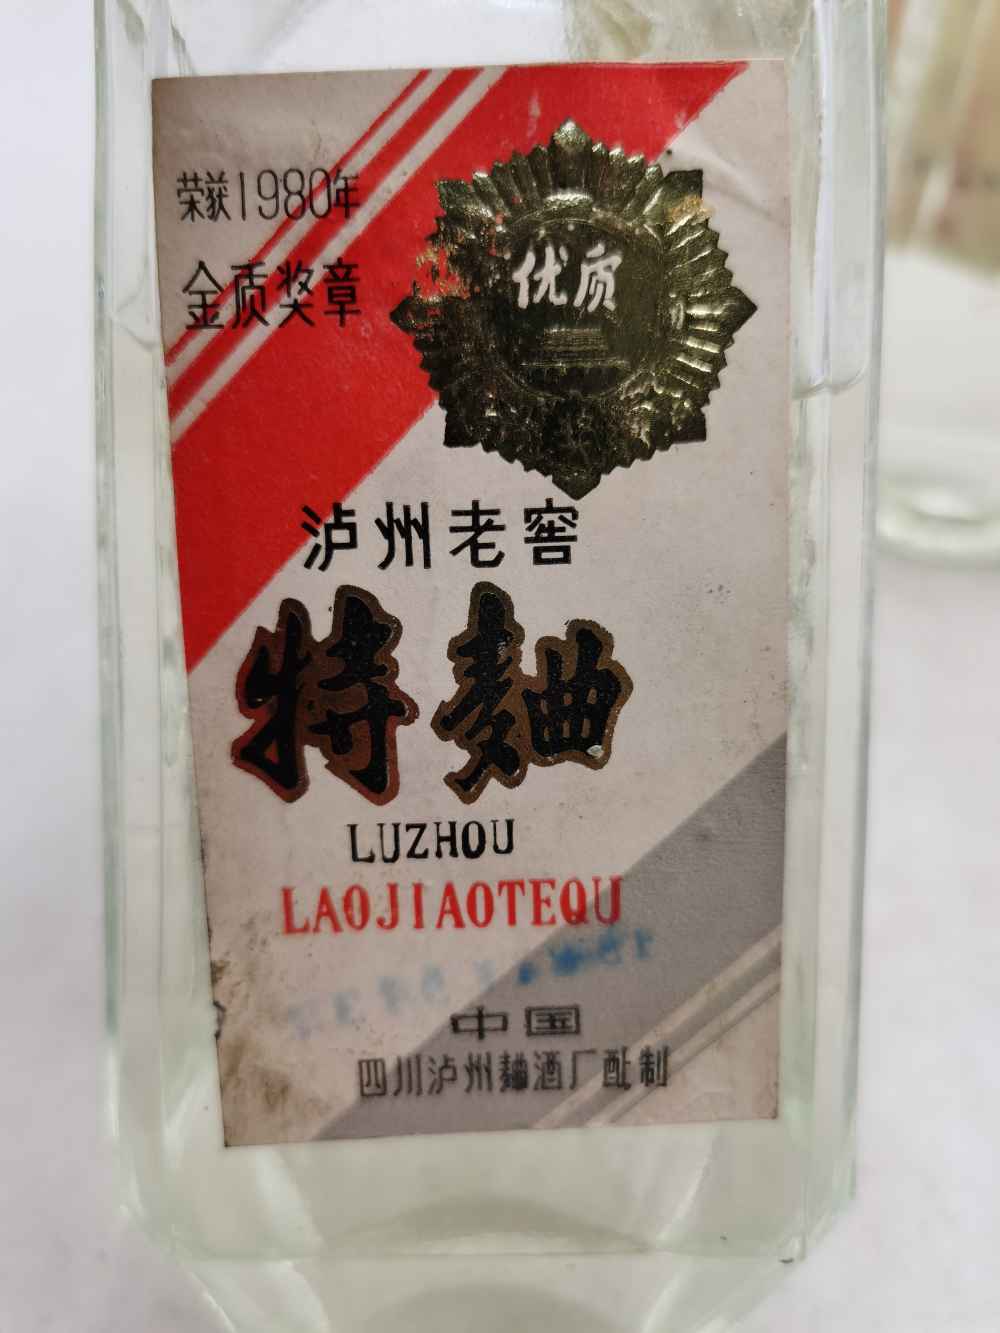 荣获1980年
金质奖章
优质
泸州老窖
特麯
LUZHOU
LAOJIAOTEQU
中国
四川泸州麯酒厂酿制